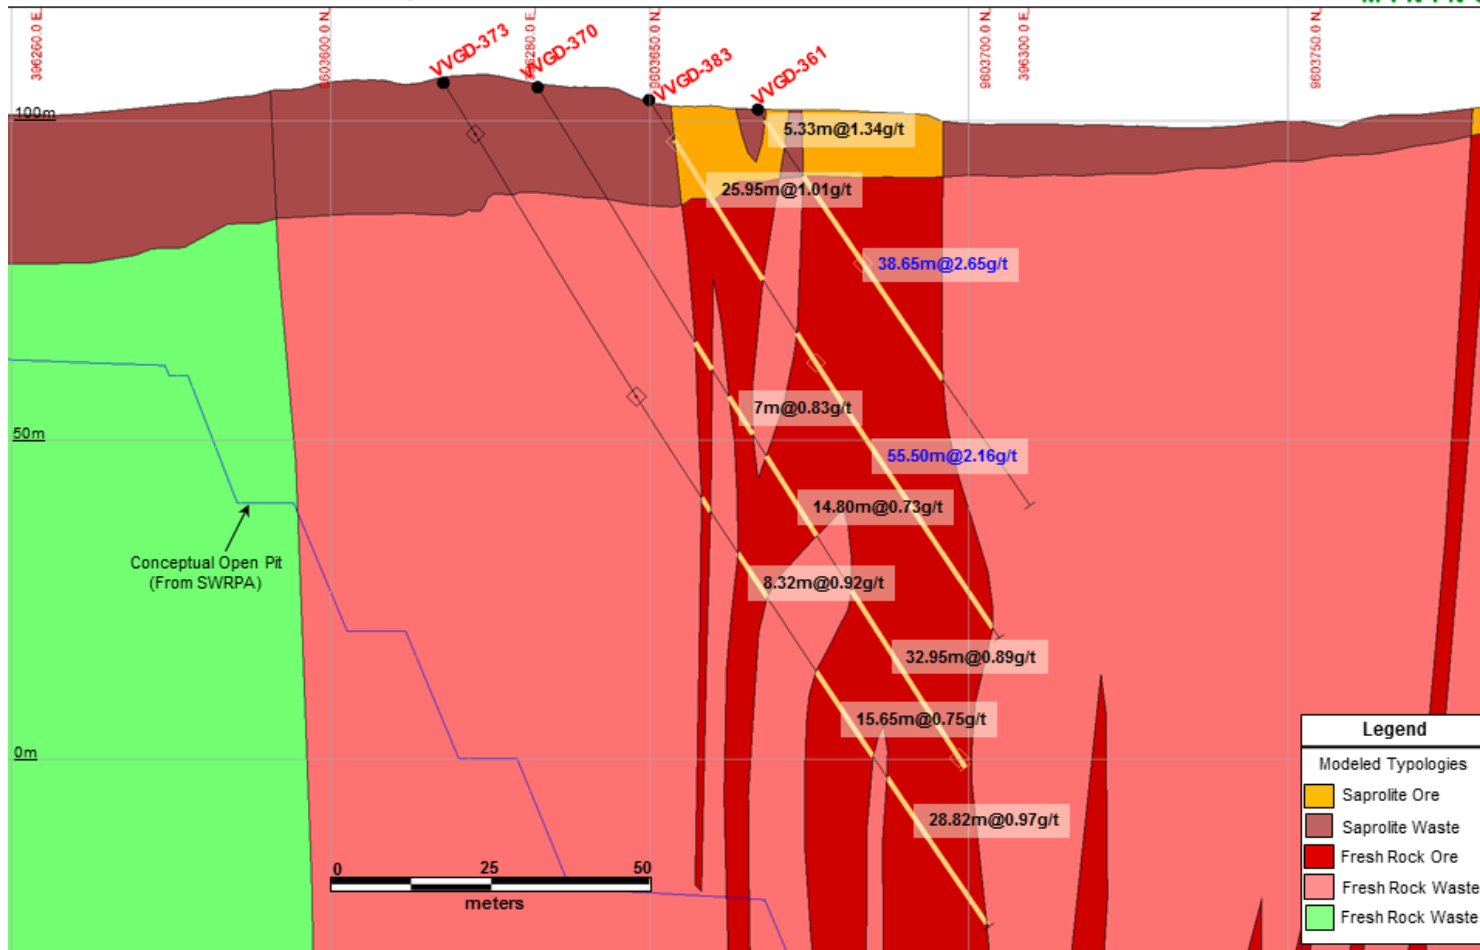 396260.0 E
9603600 N
396280.0 E
9603650 N
9603700 N
396300.0 E
9603750 N
VVGD-373
VVGD-370
VVGD-383
VVGD-361
100m
5.33m@1.34g/t
25.95m@1.01g/t
38.65m@2.65g/t
7m@0.83g/t
50m
55.50m@2.16g/t
14.80m@0.73g/t
Conceptual Open Pit
(From SWRPA)
8.32m@0.92g/t
32.95m@0.89g/t
15.65m@0.75g/t
0m
28.82m@0.97g/t
0 25 50
meters
Legend
Modeled Typologies
Saprolite Ore
Saprolite Waste
Fresh Rock Ore
Fresh Rock Waste
Fresh Rock Waste